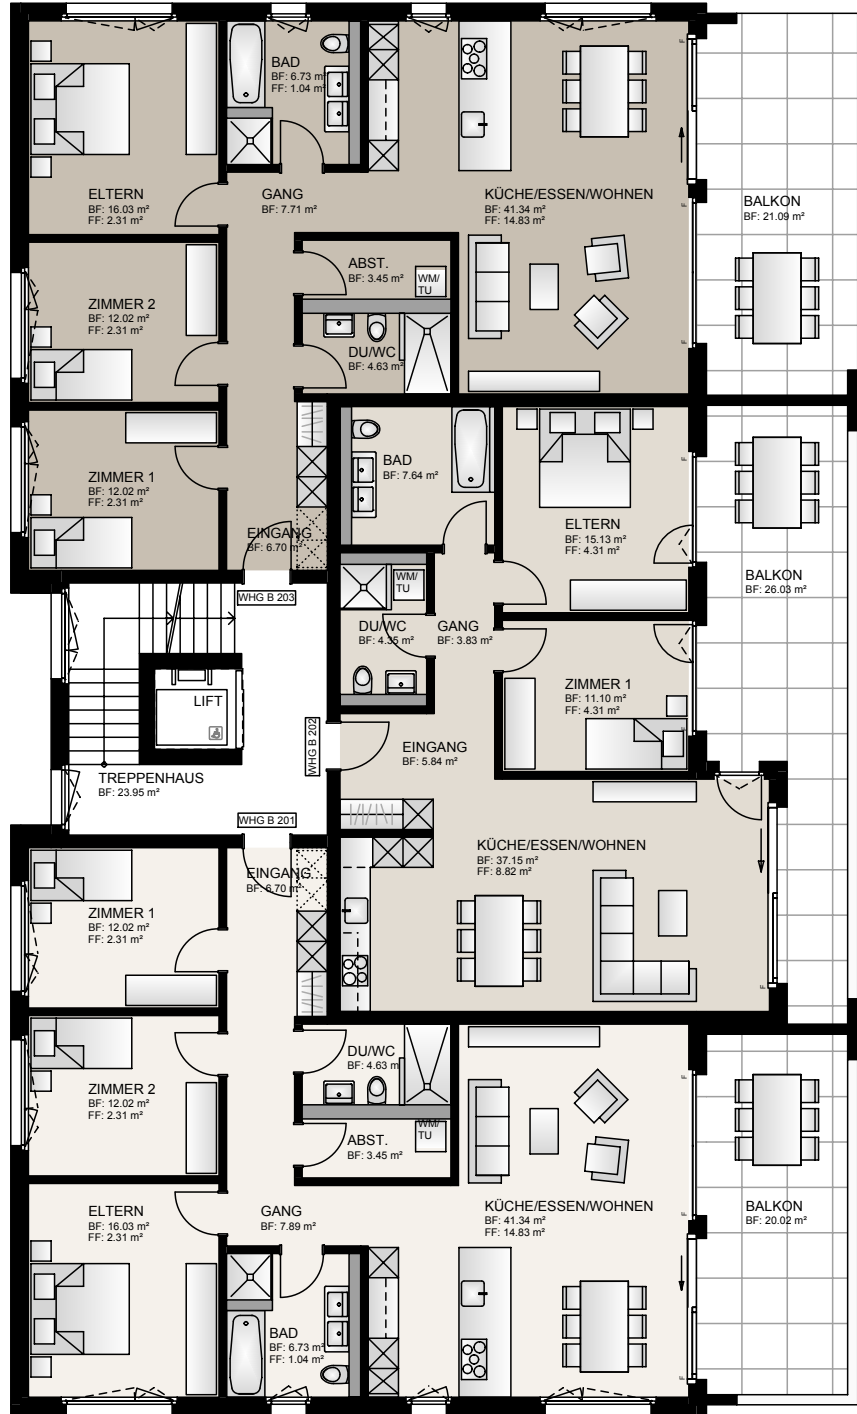 BAD
BF: 6.73 m²
FF: 1.04 m²
ELTERN
BF: 16.03 m²
FF: 2.31 m²
GANG
BF: 7.71 m²
KÜCHE/ESSEN/WOHNEN
BF: 41.34 m²
FF: 14.83 m²
BALKON
BF: 21.09 m²
ABST.
BF: 3.45 m²
WM/
TU
ZIMMER 2
BF: 12.02 m²
FF: 2.31 m²
DU/WC
BF: 4.63 m²
ZIMMER 1
BF: 12.02 m²
FF: 2.31 m²
EINGANG
BF: 6.70 m²
WHG B 203
BAD
BF: 7.64 m²
ELTERN
BF: 15.13 m²
FF: 4.31 m²
BALKON
BF: 26.03 m²
WM/
TU
DU/WC
BF: 4.35 m²
GANG
BF: 3.83 m²
ZIMMER 1
BF: 11.10 m²
FF: 4.31 m²
LIFT
WHG B 202
EINGANG
BF: 5.84 m²
TREPPENHAUS
BF: 23.95 m²
WHG B 201
KÜCHE/ESSEN/WOHNEN
BF: 37.15 m²
FF: 8.82 m²
EINGANG
BF: 6.70 m²
ZIMMER 1
BF: 12.02 m²
FF: 2.31 m²
DU/WC
BF: 4.63 m
ZIMMER 2
BF: 12.02 m²
FF: 2.31 m²
ABST.
BF: 3.45 m²
WM/
TU
ELTERN
BF: 16.03 m²
FF: 2.31 m²
GANG
BF: 7.89 m²
KÜCHE/ESSEN/WOHNEN
BF: 41.34 m²
FF: 14.83 m²
BALKON
BF: 20.02 m²
BAD
BF: 6.73 m²
FF: 1.04 m²